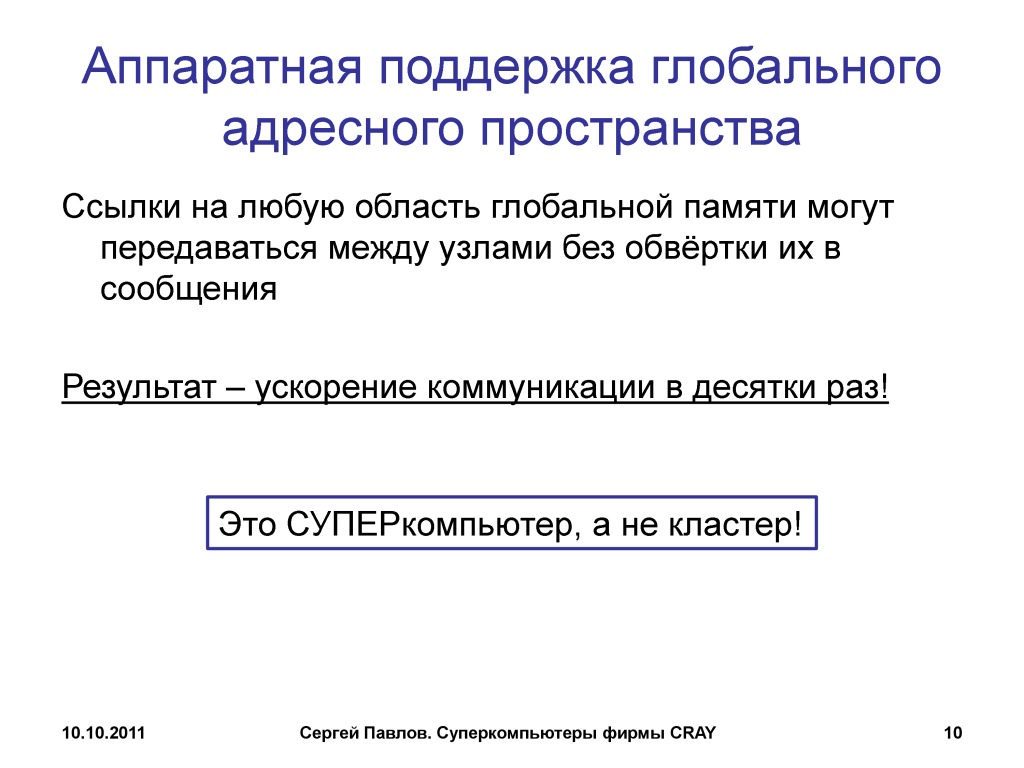 Аппаратная поддержка глобального
адресного пространства
Ссылки на любую область глобальной памяти могут
передаваться между узлами без обвёртки их в
сообщения
Результат – ускорение коммуникации в десятки раз!
Это СУПЕРкомпьютер, а не кластер!
10.10.2011
Сергей Павлов. Суперкомпьютеры фирмы CRAY
10